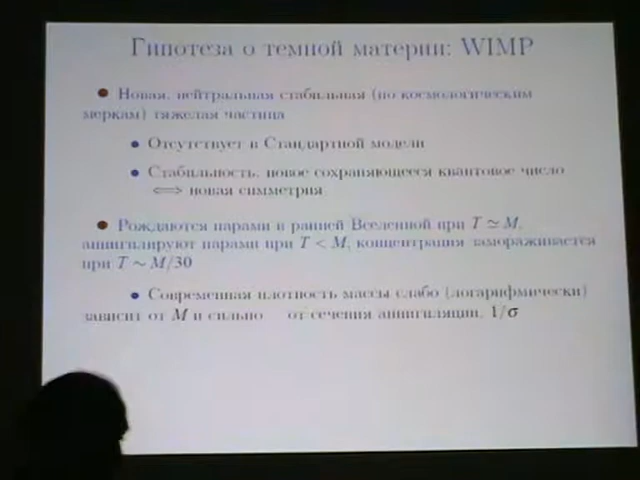 Гипотеза о темной материи: WIMP
Новая, нейтральная стабильная (по космологическим
меркам) тяжелая частица
Отсутствует в Стандартной модели
Стабильность: новое сохраняющееся квантовое число
⟺ новая симметрия
Рождаются парами в ранней Вселенной при T ≃ M,
аннигилируют парами при T < M, концентрация замораживается
при T ∼ M/30
Современная плотность массы слабо (логарифмически)
зависит от M и сильно от сечения аннигиляции, 1/σ